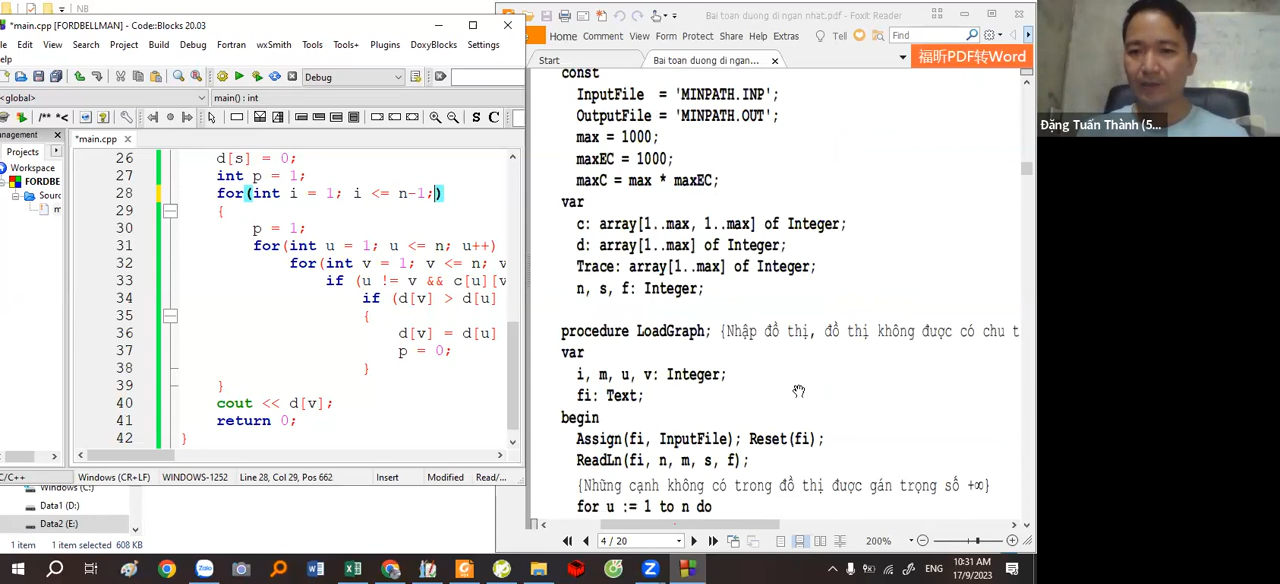 NB
*main.cpp [FORDBELLMAN] - Code::Blocks 20.03
le Edit View Search Project Build Debug Fortran wxSmith Tools Tools+ Plugins DoxyBlocks Settings
elp
Debug
<global> main() : int
/** *< S C
anagement
Projects
Workspace
FORDBE
Sourc
m
*main.cpp
26 d[s] = 0;
27 int p = 1;
28 for(int i = 1; i <= n-1;)
29 {
30 p = 1;
31 for(int u = 1; u <= n; u++)
32 for(int v = 1; v <= n; v
33 if (u != v && c[u][v
34 if (d[v] > d[u]
35 {
36 d[v] = d[u]
37 p = 0;
38 }
39 }
40 cout << d[v];
41 return 0;
42 }
C/C++ Windows (CR+LF) WINDOWS-1252 Line 28, Col 29, Pos 662 Insert Modified Read/...
Windows (C:)
Data1 (D:)
Data2 (E:)
1 item 1 item selected 608 KB
Bai toan duong di ngan nhat.pdf - Foxit Reader
Home Comment View Form Protect Share Help Extras Tell Find
Start Bai toan duong di ngan...
福昕PDF转Word
const
InputFile = 'MINPATH.INP';
OutputFile = 'MINPATH.OUT';
max = 1000;
maxEC = 1000;
maxC = max * maxEC;
var
c: array[1..max, 1..max] of Integer;
d: array[1..max] of Integer;
Trace: array[1..max] of Integer;
n, s, f: Integer;
procedure LoadGraph; {Nhập đồ thị, đồ thị không được có chu t
var
i, m, u, v: Integer;
fi: Text;
begin
Assign(fi, InputFile); Reset(fi);
ReadLn(fi, n, m, s, f);
{Những cạnh không có trong đồ thị được gán trọng số +∞}
for u := 1 to n do
4 / 20
200%
Đặng Tuấn Thành (5...
ENG
10:31 AM
17/9/2023